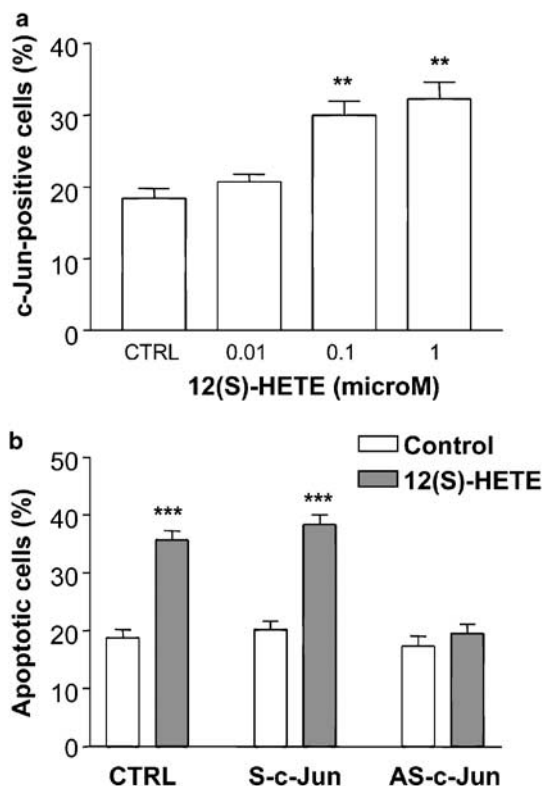 a
c-Jun-positive cells (%)
40
30
20
10
0
**
**
CTRL 0.01 0.1 1
12(S)-HETE (microM)
b
Control
12(S)-HETE
Apoptotic cells (%)
50
40
30
20
10
0
***
***
CTRL S-c-Jun AS-c-Jun